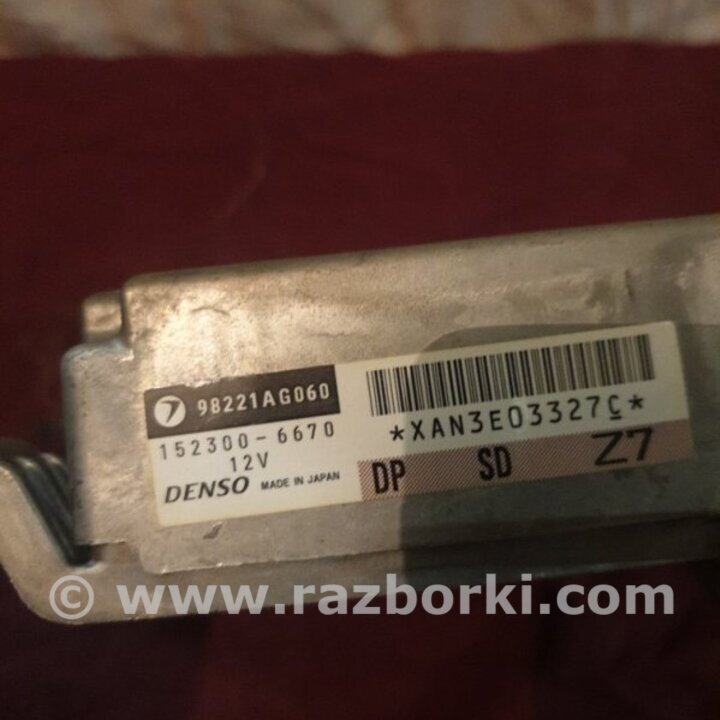 7 98221AG060
152300-6670
12V
DENSO MADE IN JAPAN
*XAN3E03327C*
DP SD Z7
© www.razborki.com